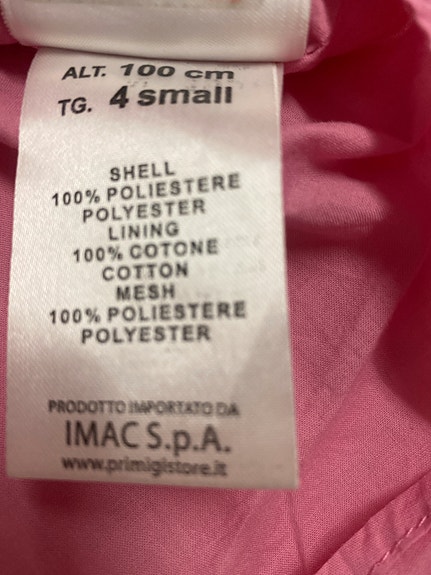 ALT. 100 cm
TG. 4 small
SHELL
100% POLIESTERE
POLYESTER
LINING
100% COTONE
COTTON
MESH
100% POLIESTERE
POLYESTER
PRODOTTO IMPORTATO DA
IMAC S.p.A.
www.primigistore.it